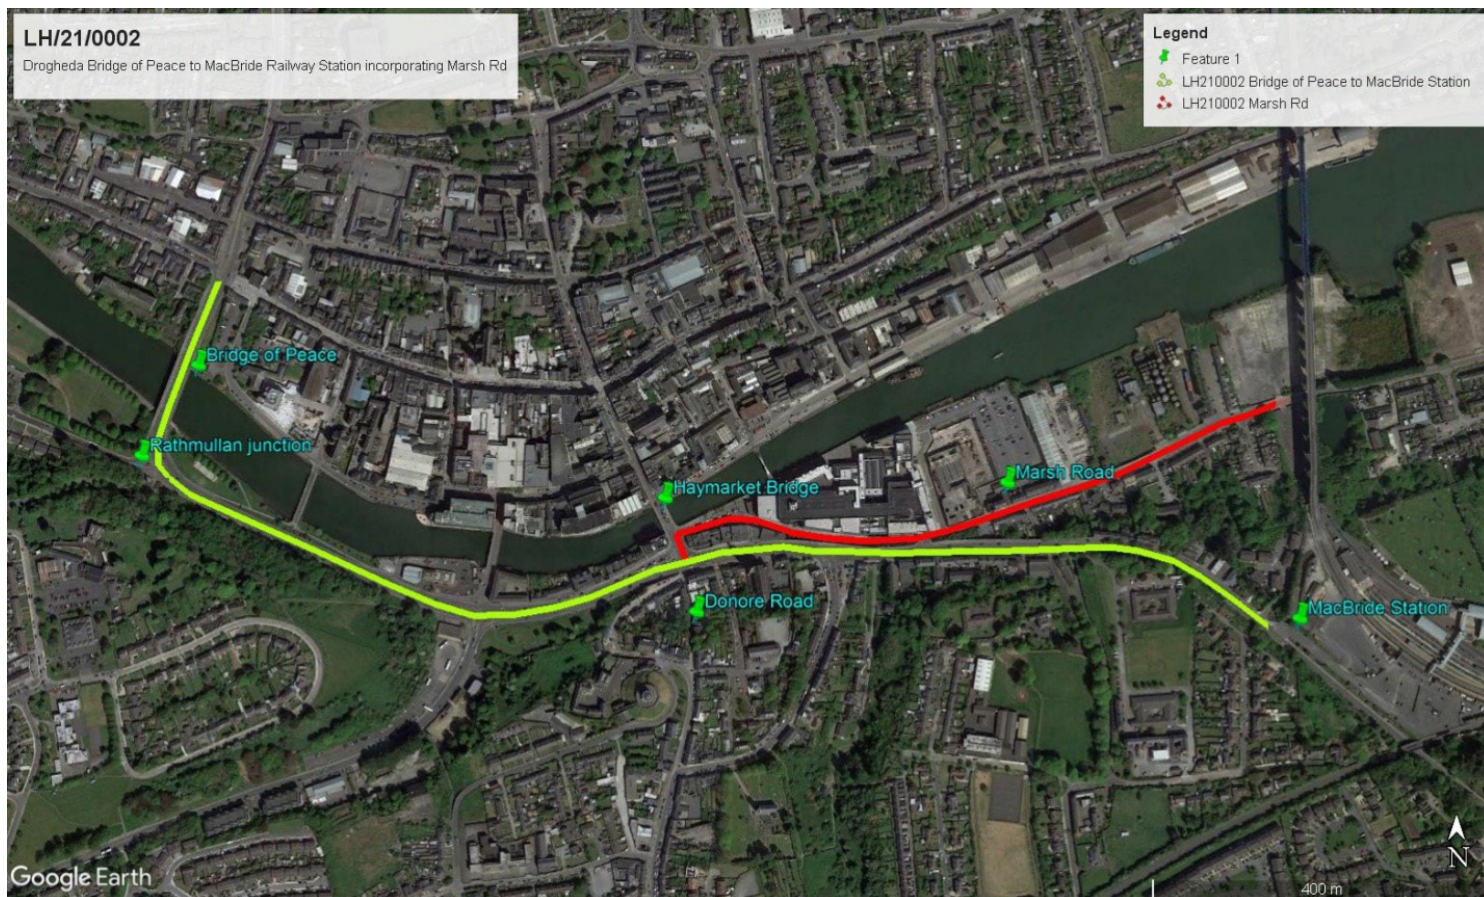 LH/21/0002
Drogheda Bridge of Peace to MacBride Railway Station incorporating Marsh Rd
Legend
Feature 1
LH210002 Bridge of Peace to MacBride Station
LH210002 Marsh Rd
Bridge of Peace
Rathmullan junction
Haymarket Bridge
Marsh Road
Donore Road
MacBride Station
N
Google Earth
400 m